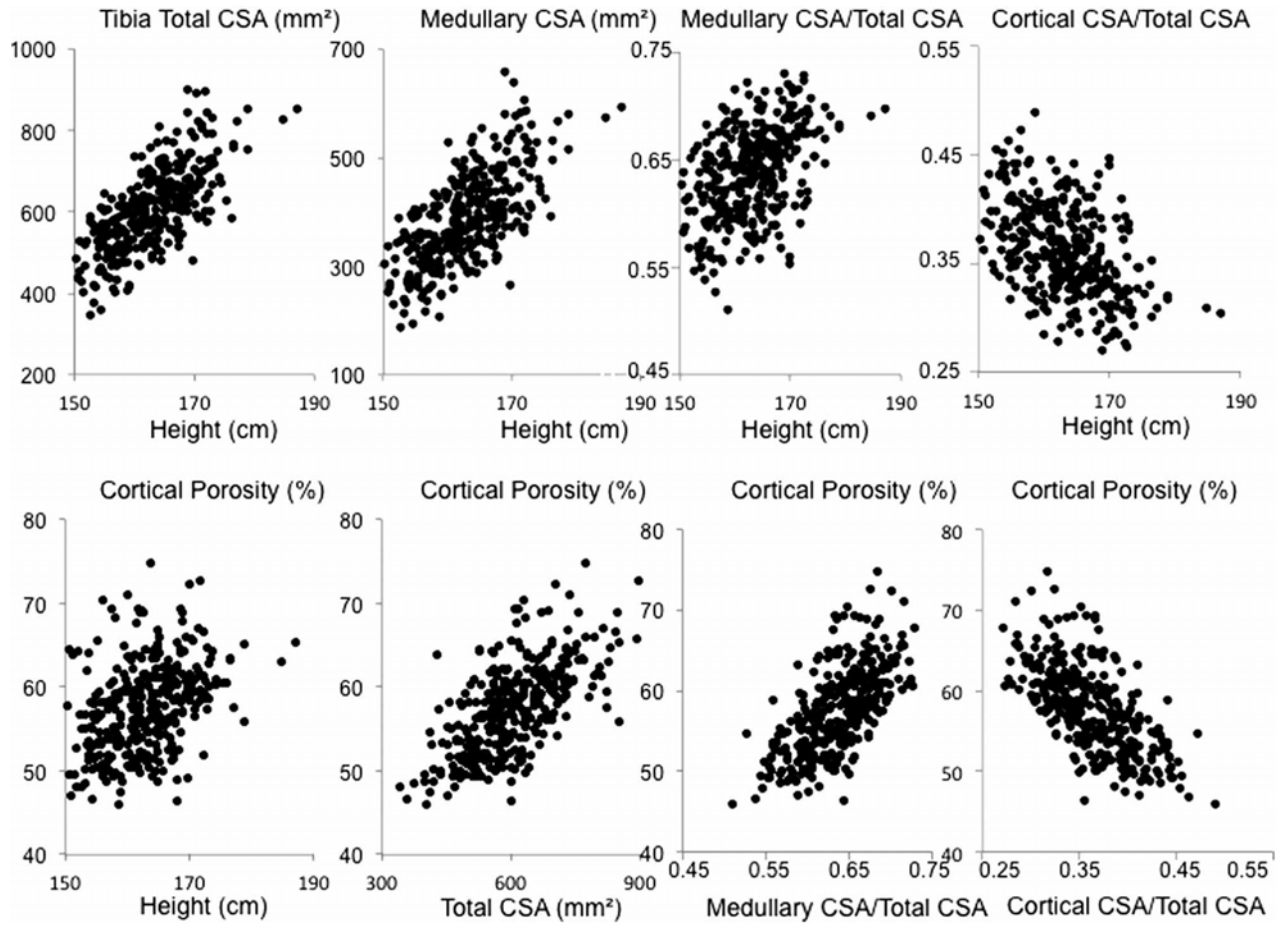 Tibia Total CSA (mm²) Medullary CSA (mm²) Medullary CSA/Total CSA Cortical CSA/Total CSA
1000 700 0.75 0.55
800
500 0.65 0.45
600
300 0.55 0.35
400
200 100 0.45 0.25
150 170 190 150 170 190 150 170 190 150 170 190
Height (cm) Height (cm) Height (cm) Height (cm)
Cortical Porosity (%) Cortical Porosity (%) Cortical Porosity (%) Cortical Porosity (%)
80 80 80 80
70 70 70 70
60 60 60 60
50 50 50 50
40 40 40 40
150 170 190 300 600 900 0.45 0.55 0.65 0.75 0.25 0.35 0.45 0.55
Height (cm) Total CSA (mm²) Medullary CSA/Total CSA Cortical CSA/Total CSA